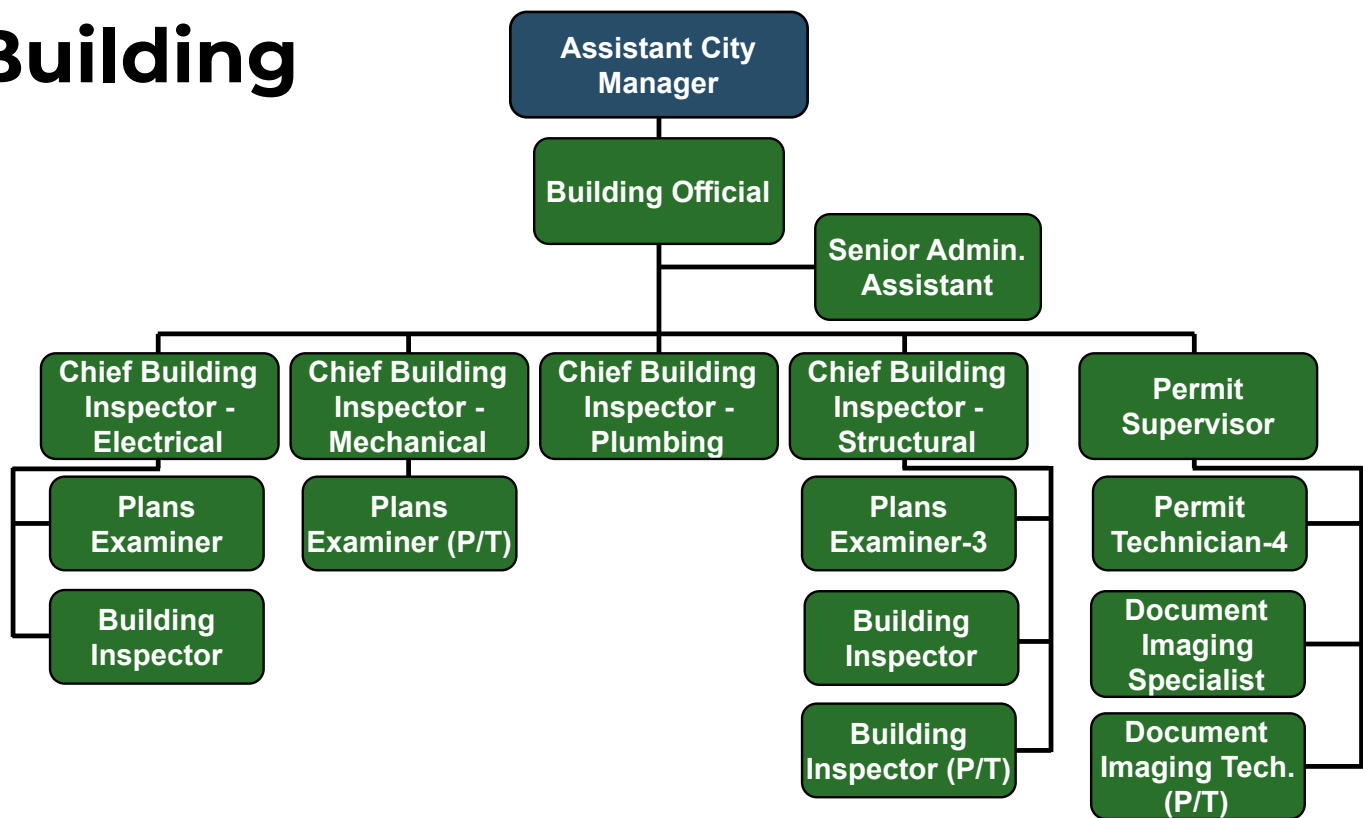 Building
Assistant City
Manager
Building Official
Senior Admin.
Assistant
Chief Building
Inspector -
Electrical
Chief Building
Inspector -
Mechanical
Chief Building
Inspector -
Plumbing
Chief Building
Inspector -
Structural
Permit
Supervisor
Plans
Examiner
Plans
Examiner (P/T)
Plans
Examiner-3
Permit
Technician-4
Building
Inspector
Building
Inspector
Document
Imaging
Specialist
Building
Inspector (P/T)
Document
Imaging Tech.
(P/T)